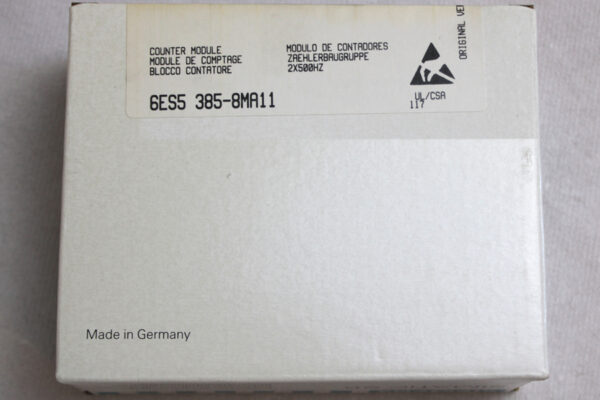 COUNTER MODULE
MODULE DE COMPTAGE
BLOCCO CONTATORE
MODULO DE CONTADORES
ZAEHLERBAUGRUPPE
2X500HZ
6ES5 385-8MA11
UL/CSA
117
ORIGINAL
Made in Germany